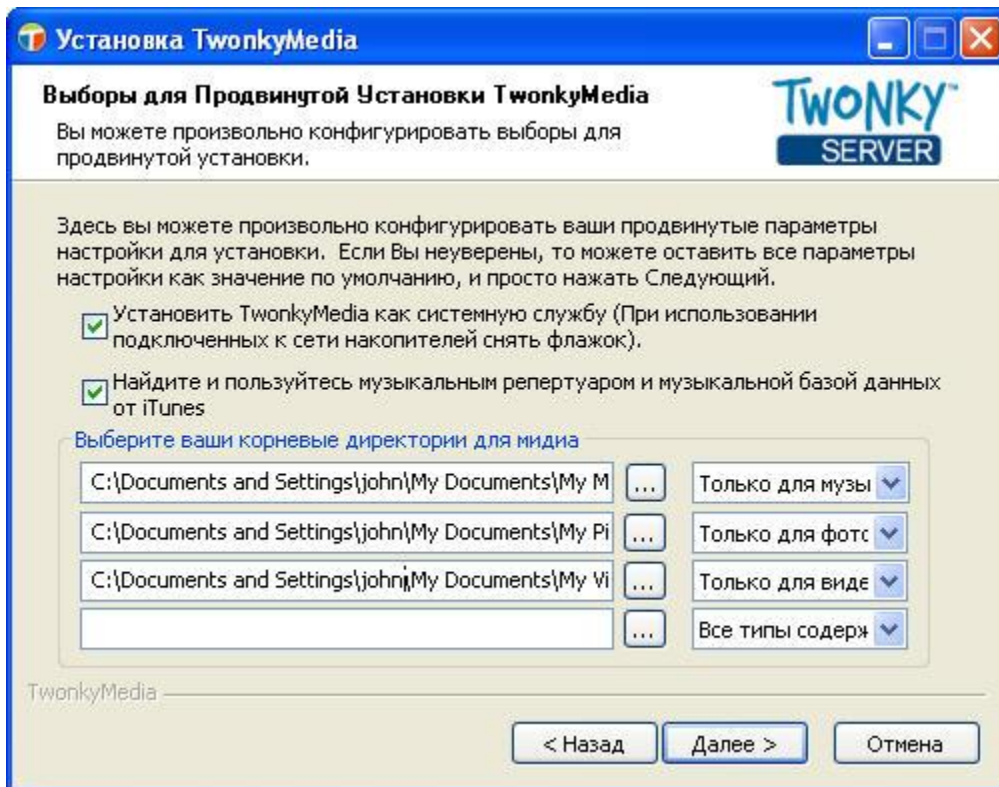 Установка TwonkyMedia
Выборы для Продвинутой Установки TwonkyMedia
Вы можете произвольно конфигурировать выборы для
продвинутой установки.
TWONKY™
SERVER
Здесь вы можете произвольно конфигурировать ваши продвинутые параметры
настройки для установки. Если Вы неуверены, то можете оставить все параметры
настройки как значение по умолчанию, и просто нажать Следующий.
Установить TwonkyMedia как системную службу (При использовании
подключенных к сети накопителей снять флажок).
Найдите и пользуйтесь музыкальным репертуаром и музыкальной базой данных
от iTunes
Выберите ваши корневые директории для мидиа
C:\Documents and Settings\john\My Documents\My M ... Только для музы
C:\Documents and Settings\john\My Documents\My Pi ... Только для фото
C:\Documents and Settings\john\My Documents\My Vi ... Только для виде
... Все типы содерж
TwonkyMedia
< Назад Далее > Отмена